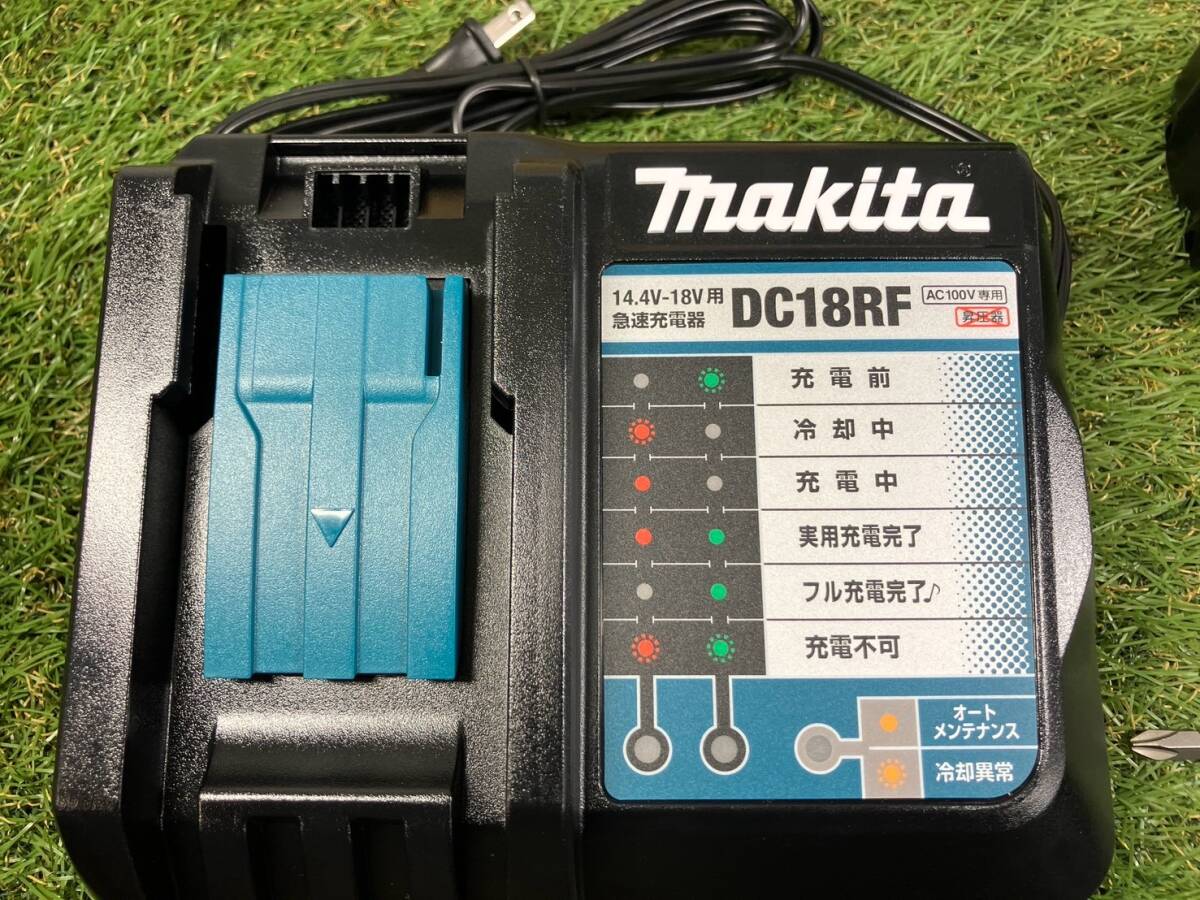 makita
14.4V-18V用
急速充電器
DC18RF
AC100V専用
昇圧器
充電前
冷却中
充電中
実用充電完了
フル充電完了♪
充電不可
オート
メンテナンス
冷却異常